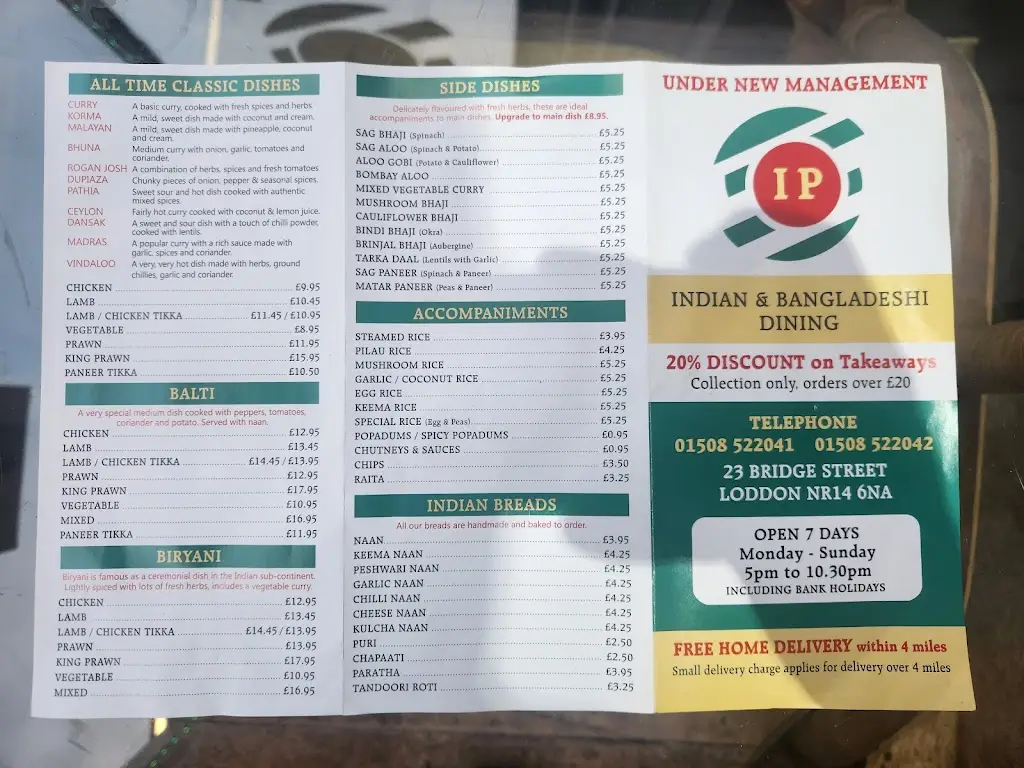 ALL TIME CLASSIC DISHES
CURRY A basic curry, cooked with fresh spices and herbs
KORMA A mild, sweet dish made with coconut and cream.
MALAYAN A mild, sweet dish made with pineapple, coconut
and cream.
BHUNA Medium curry with onion, garlic, tomatoes and
coriander.
ROGAN JOSH A combination of herbs, spices and fresh tomatoes
DUPIAZA Chunky pieces of onion, pepper & seasonal spices.
PATHIA Sweet sour and hot dish cooked with authentic
mixed spices.
CEYLON Fairly hot curry cooked with coconut & lemon juice.
DANSAK A sweet and sour dish with a touch of chilli powder,
cooked with lentils.
MADRAS A popular curry with a rich sauce made with
garlic, spices and coriander.
VINDALOO A very, very hot dish made with herbs, ground
chillies, garlic and coriander.
CHICKEN £9.95
LAMB £10.45
LAMB / CHICKEN TIKKA £11.45 / £10.95
VEGETABLE £8.95
PRAWN £11.95
KING PRAWN £15.95
PANEER TIKKA £10.50
BALTI
A very special medium dish cooked with peppers, tomatoes,
coriander and potato. Served with naan.
CHICKEN £12.95
LAMB £13.45
LAMB / CHICKEN TIKKA £14.45 / £13.95
PRAWN £12.95
KING PRAWN £17.95
VEGETABLE £10.95
MIXED £16.95
PANEER TIKKA £11.95
BIRYANI
Biryani is famous as a ceremonial dish in the Indian sub-continent.
Lightly spiced with lots of fresh herbs, includes a vegetable curry.
CHICKEN £12.95
LAMB £13.45
LAMB / CHICKEN TIKKA £14.45 / £13.95
PRAWN £13.95
KING PRAWN £17.95
VEGETABLE £10.95
MIXED £16.95
SIDE DISHES
Delicately flavoured with fresh herbs, these are ideal
accompaniments to main dishes. Upgrade to main dish £8.95.
SAG BHAJI (Spinach) £5.25
SAG ALOO (Spinach & Potato) £5.25
ALOO GOBI (Potato & Cauliflower) £5.25
BOMBAY ALOO £5.25
MIXED VEGETABLE CURRY £5.25
MUSHROOM BHAJI £5.25
CAULIFLOWER BHAJI £5.25
BINDI BHAJI (Okra) £5.25
BRINJAL BHAJI (Aubergine) £5.25
TARKA DAAL (Lentils with Garlic) £5.25
SAG PANEER (Spinach & Paneer) £5.25
MATAR PANEER (Peas & Paneer) £5.25
ACCOMPANIMENTS
STEAMED RICE £3.95
PILAU RICE £4.25
MUSHROOM RICE £5.25
GARLIC / COCONUT RICE £5.25
EGG RICE £5.25
KEEMA RICE £5.25
SPECIAL RICE (Egg & Peas) £5.25
POPADUMS / SPICY POPADUMS £0.95
CHUTNEYS & SAUCES £0.95
CHIPS £3.50
RAITA £3.25
INDIAN BREADS
All our breads are handmade and baked to order.
NAAN £3.95
KEEMA NAAN £4.25
PESHWARI NAAN £4.25
GARLIC NAAN £4.25
CHILLI NAAN £4.25
CHEESE NAAN £4.25
KULCHA NAAN £4.25
PURI £2.50
CHAPAATI £2.50
PARATHA £3.95
TANDOORI ROTI £3.25
UNDER NEW MANAGEMENT
IP
INDIAN & BANGLADESHI
DINING
20% DISCOUNT on Takeaways
Collection only, orders over £20
TELEPHONE
01508 522041 01508 522042
23 BRIDGE STREET
LODDON NR14 6NA
OPEN 7 DAYS
Monday - Sunday
5pm to 10.30pm
INCLUDING BANK HOLIDAYS
FREE HOME DELIVERY within 4 miles
Small delivery charge applies for delivery over 4 miles